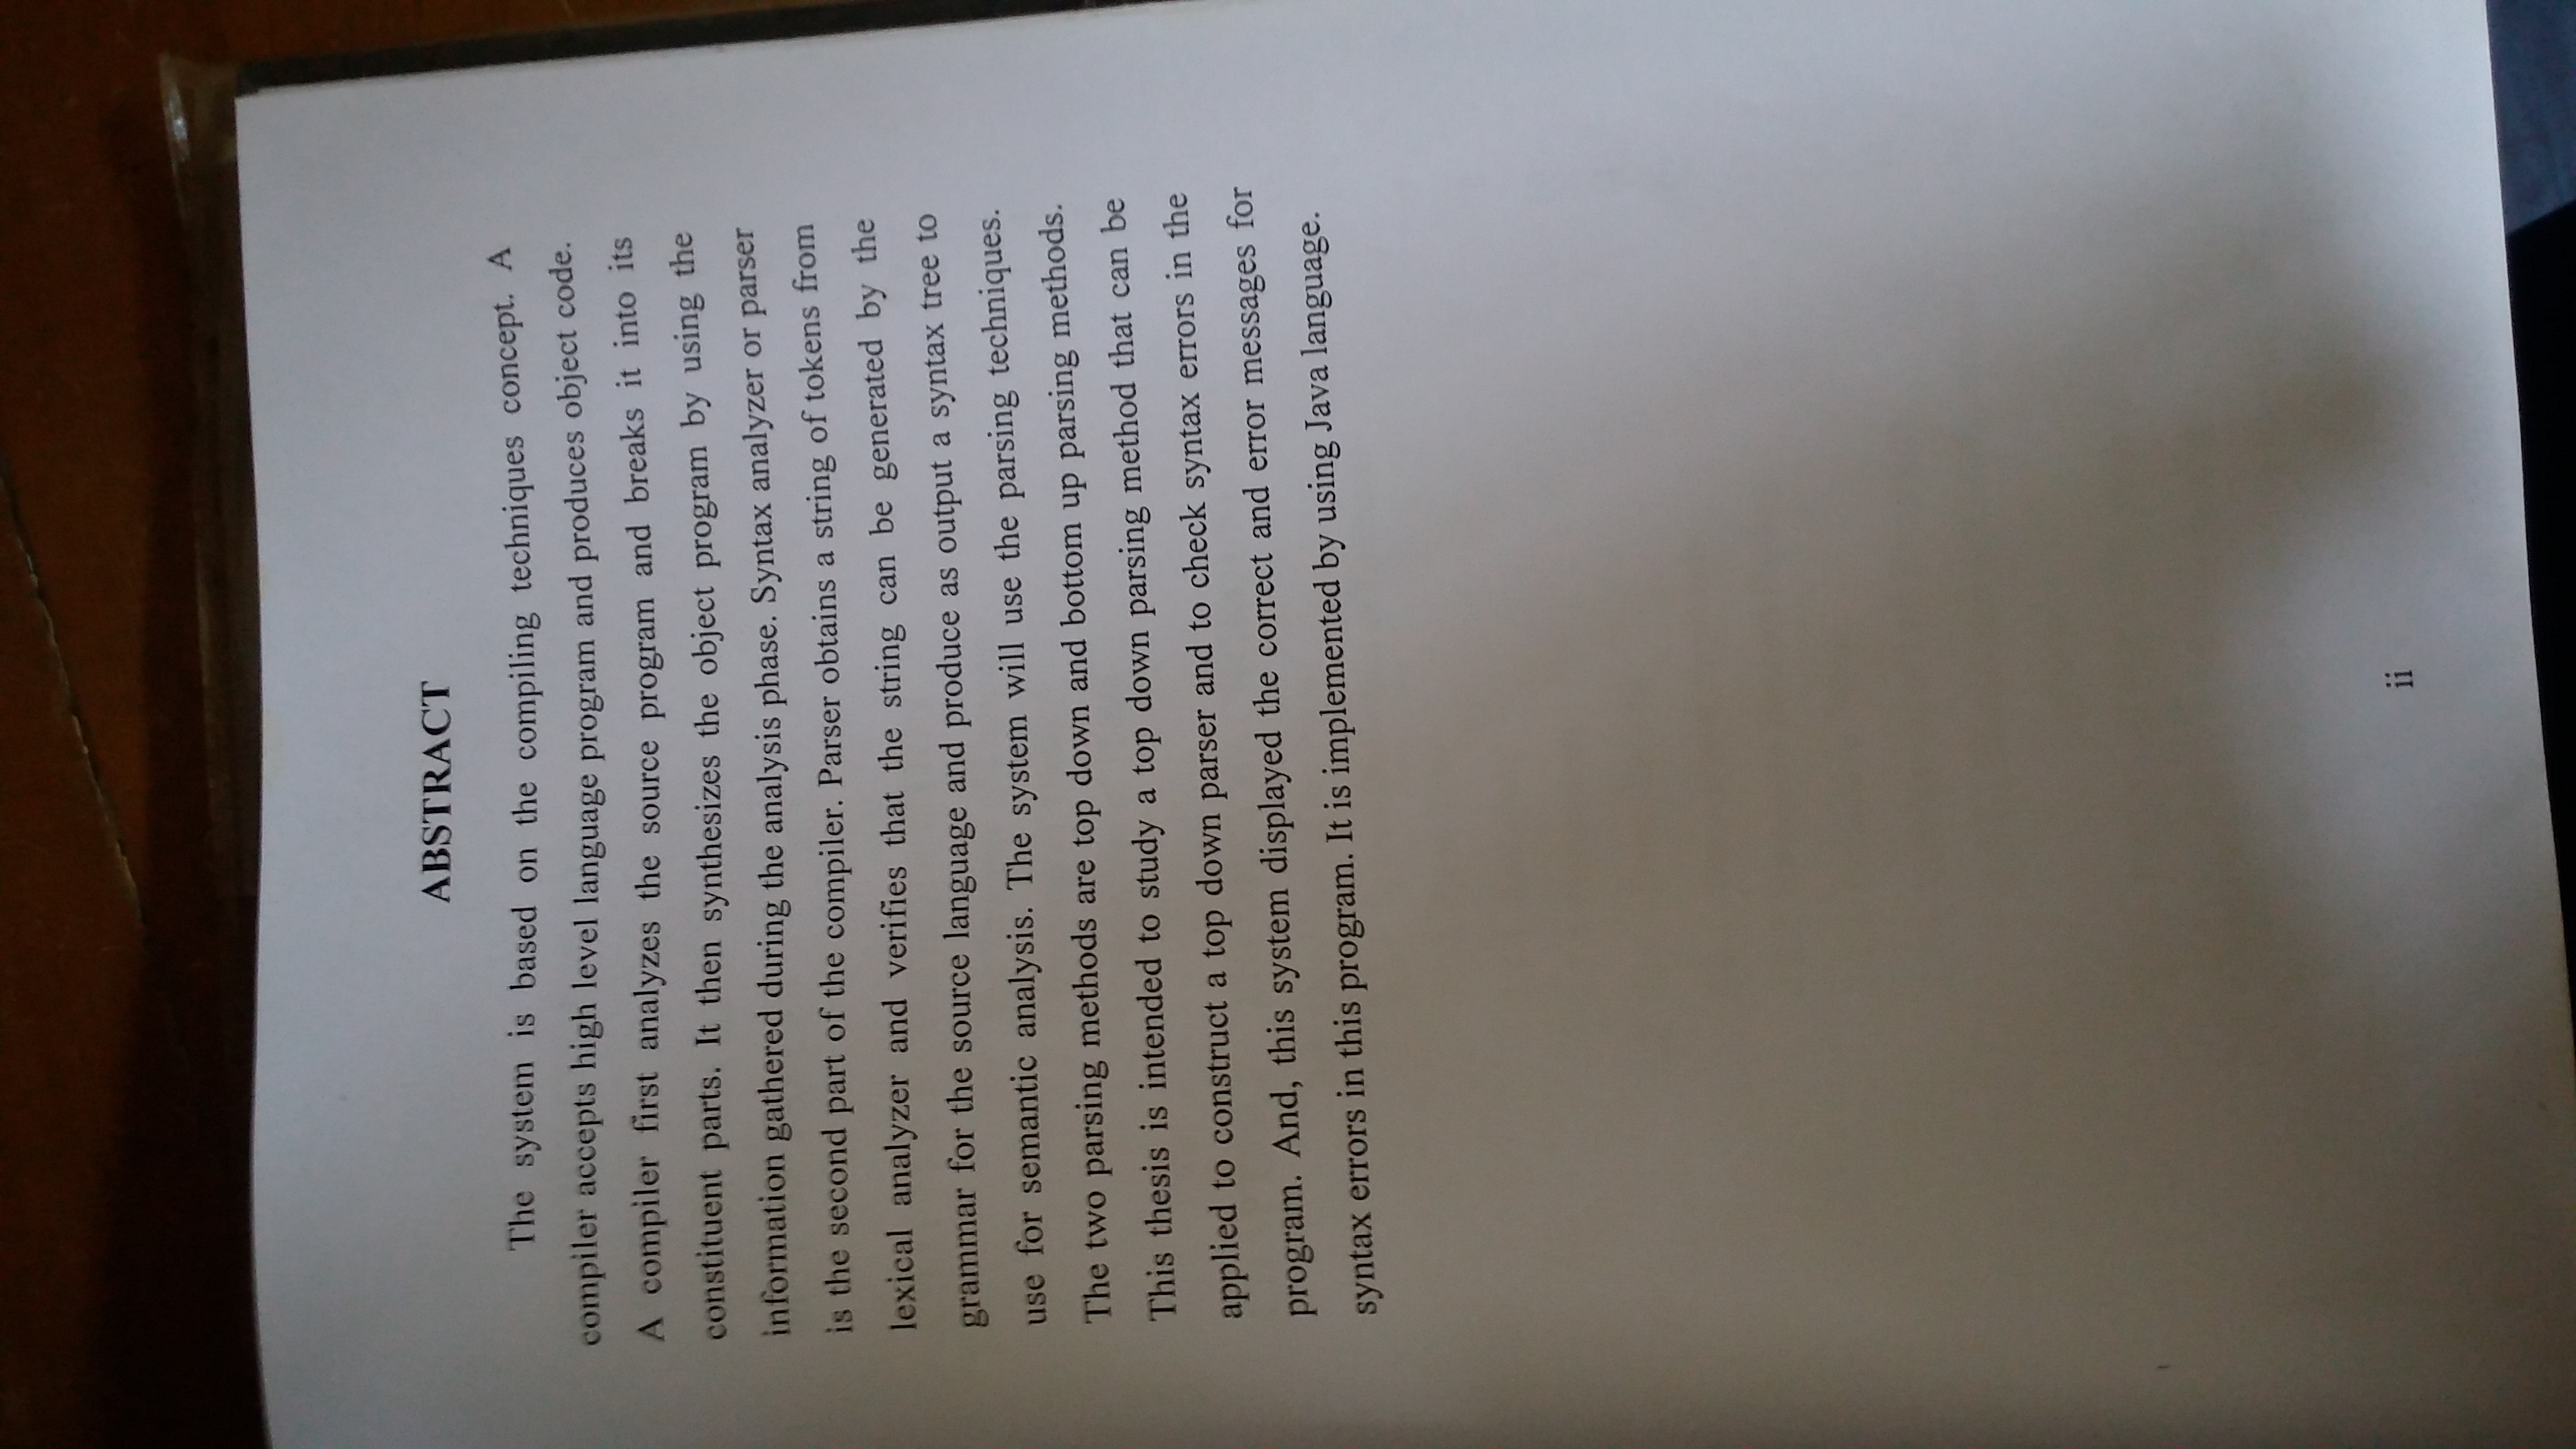 ABSTRACT
The system is based on the compiling techniques concept. A
compiler accepts high level language program and produces object code.
A compiler first analyzes the source program and breaks it into its
constituent parts. It then synthesizes the object program by using the
information gathered during the analysis phase. Syntax analyzer or parser
is the second part of the compiler. Parser obtains a string of tokens from
lexical analyzer and verifies that the string can be generated by the
grammar for the source language and produce as output a syntax tree to
use for semantic analysis. The system will use the parsing techniques.
The two parsing methods are top down and bottom up parsing methods.
This thesis is intended to study a top down parsing method that can be
applied to construct a top down parser and to check syntax errors in the
program. And, this system displayed the correct and error messages for
syntax errors in this program. It is implemented by using Java language.
ii